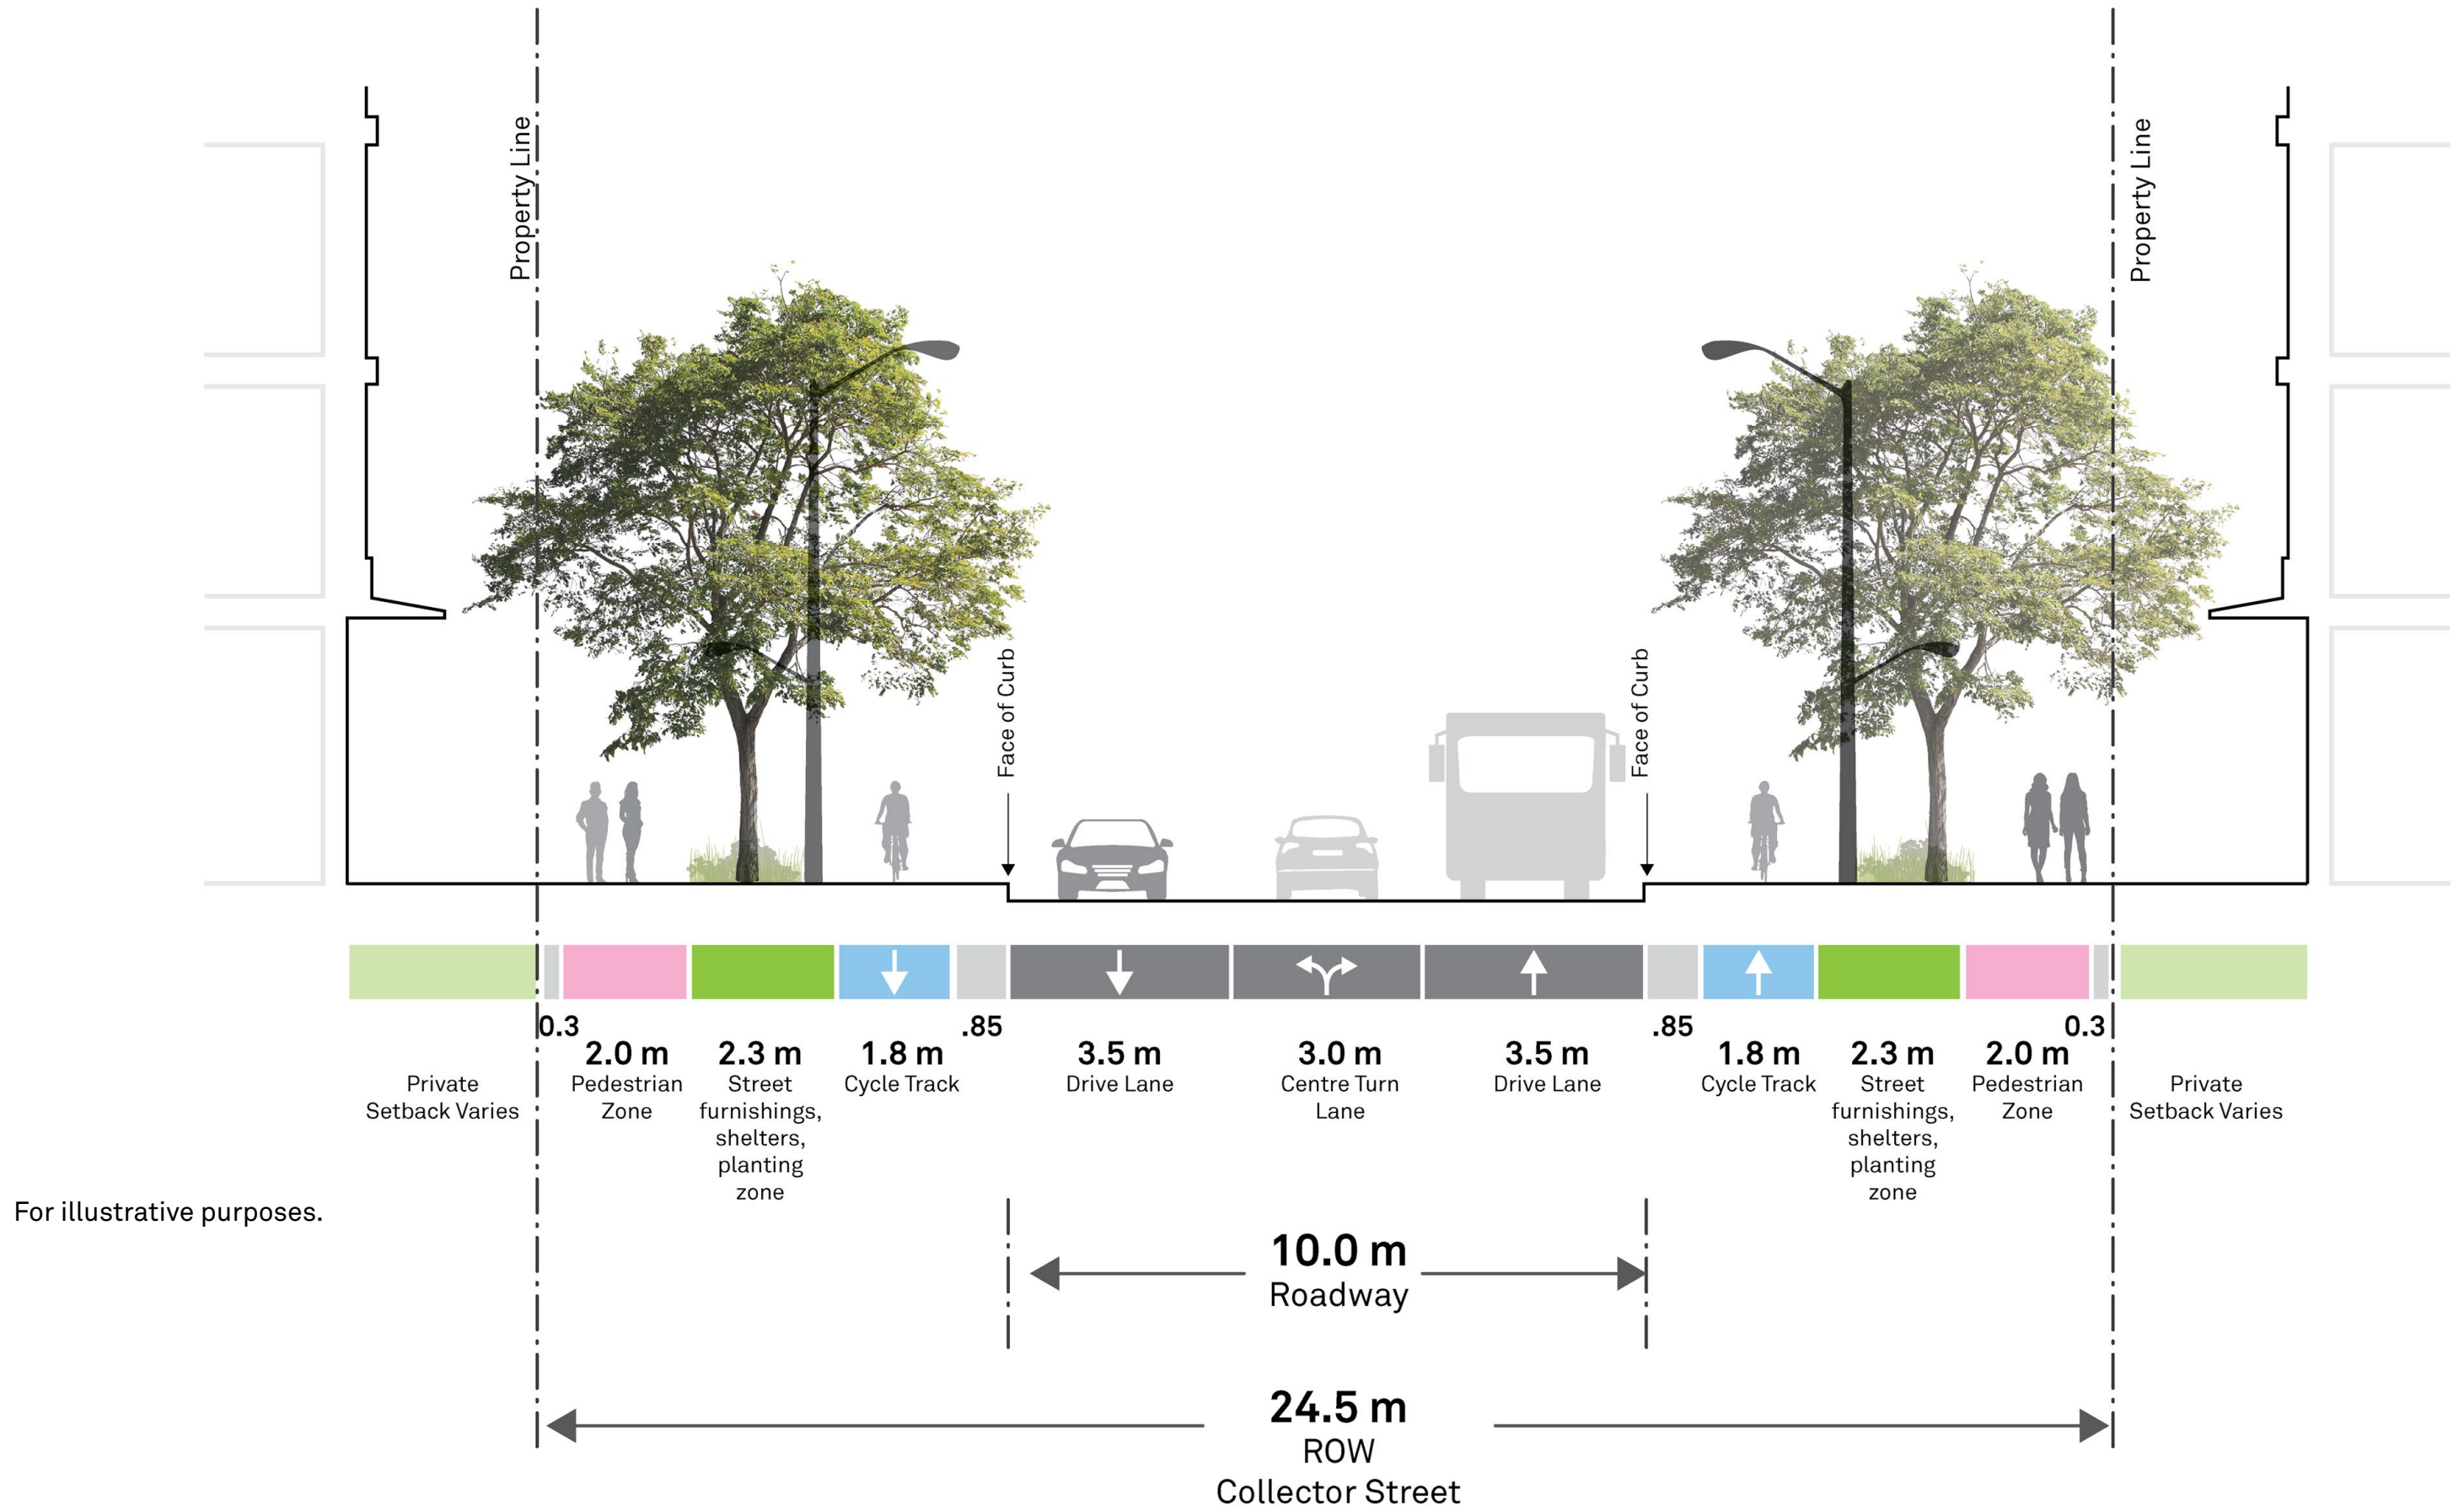 Property Line
Property Line
Face of Curb
Face of Curb
0.3
.85
.85
0.3
2.0 m
2.3 m
1.8 m
3.5 m
3.0 m
3.5 m
1.8 m
2.3 m
2.0 m
Private
Setback Varies
Pedestrian
Zone
Street
furnishings,
shelters,
planting
zone
Cycle Track
Drive Lane
Centre Turn
Lane
Drive Lane
Cycle Track
Street
furnishings,
shelters,
planting
zone
Pedestrian
Zone
Private
Setback Varies
For illustrative purposes.
10.0 m
Roadway
24.5 m
ROW
Collector Street